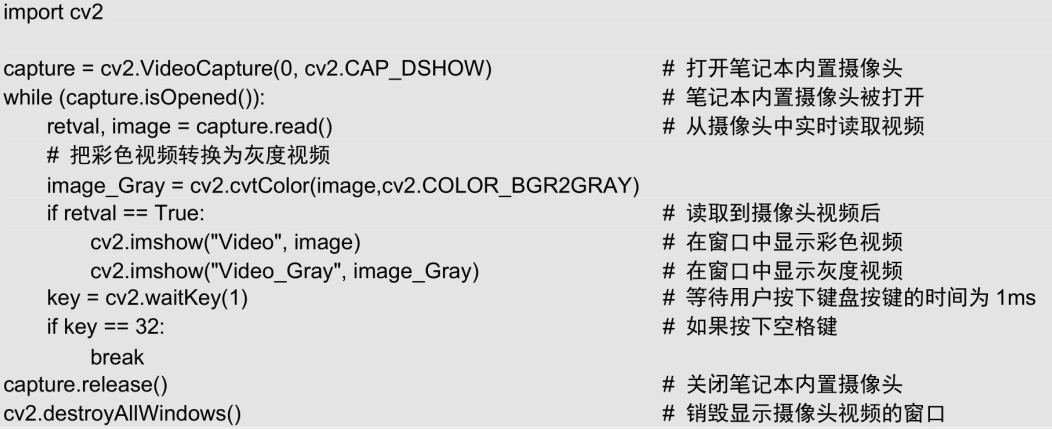 import cv2
capture = cv2.VideoCapture(0, cv2.CAP_DSHOW) # 打开笔记本内置摄像头
while (capture.isOpened()): # 笔记本内置摄像头被打开
    retval, image = capture.read() # 从摄像头中实时读取视频
    # 把彩色视频转换为灰度视频
    image_Gray = cv2.cvtColor(image,cv2.COLOR_BGR2GRAY)
    if retval == True: # 读取到摄像头视频后
        cv2.imshow("Video", image) # 在窗口中显示彩色视频
        cv2.imshow("Video_Gray", image_Gray) # 在窗口中显示灰度视频
    key = cv2.waitKey(1) # 等待用户按下键盘按键的时间为 1ms
    if key == 32: # 如果按下空格键
        break
capture.release() # 关闭笔记本内置摄像头
cv2.destroyAllWindows() # 销毁显示摄像头视频的窗口